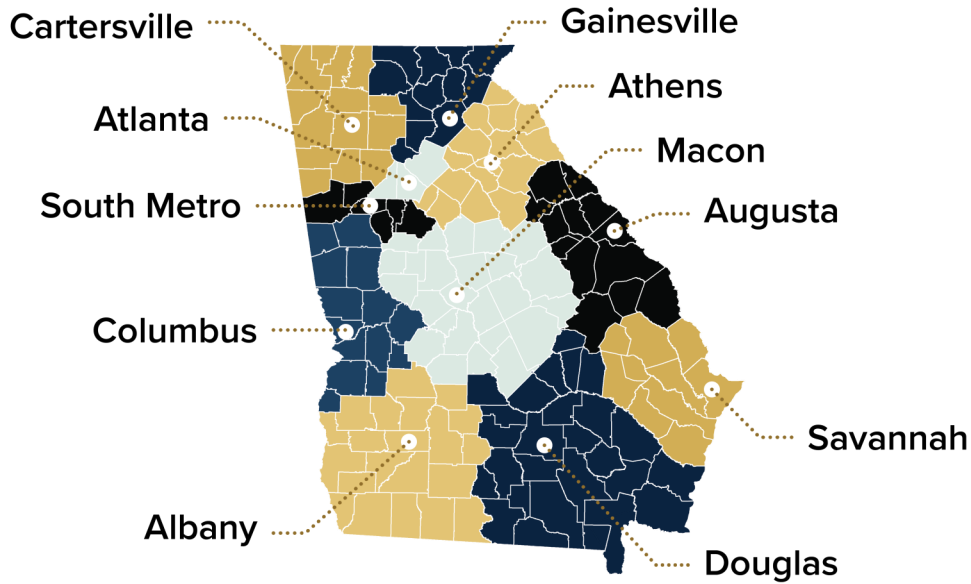 Cartersville
Gainesville
Athens
Atlanta
Macon
South Metro
Augusta
Columbus
Savannah
Albany
Douglas